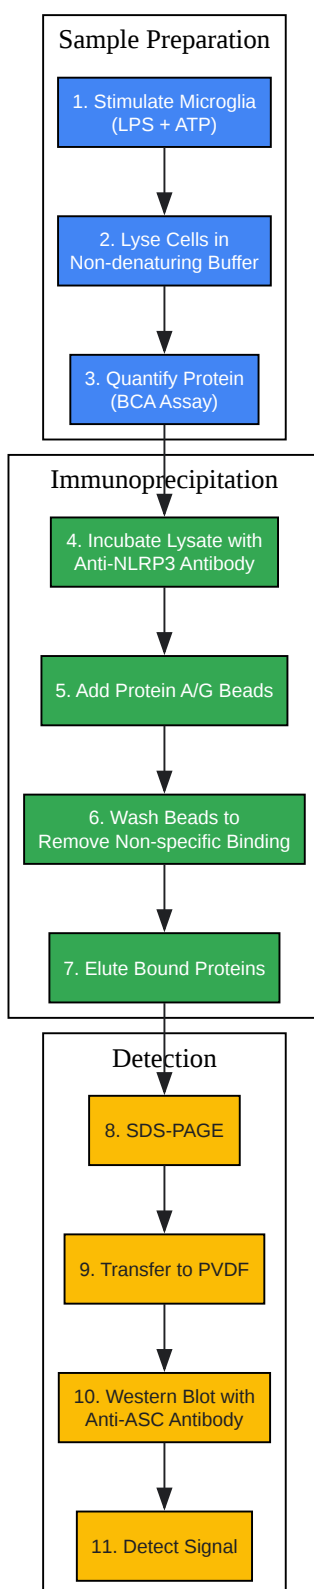 Sample Preparation
1. Stimulate Microglia
(LPS + ATP)
2. Lyse Cells in
Non-denaturing Buffer
3. Quantify Protein
(BCA Assay)
Immunoprecipitation
4. Incubate Lysate with
Anti-NLRP3 Antibody
5. Add Protein A/G Beads
6. Wash Beads to
Remove Non-specific Binding
7. Elute Bound Proteins
Detection
8. SDS-PAGE
9. Transfer to PVDF
10. Western Blot with
Anti-ASC Antibody
11. Detect Signal